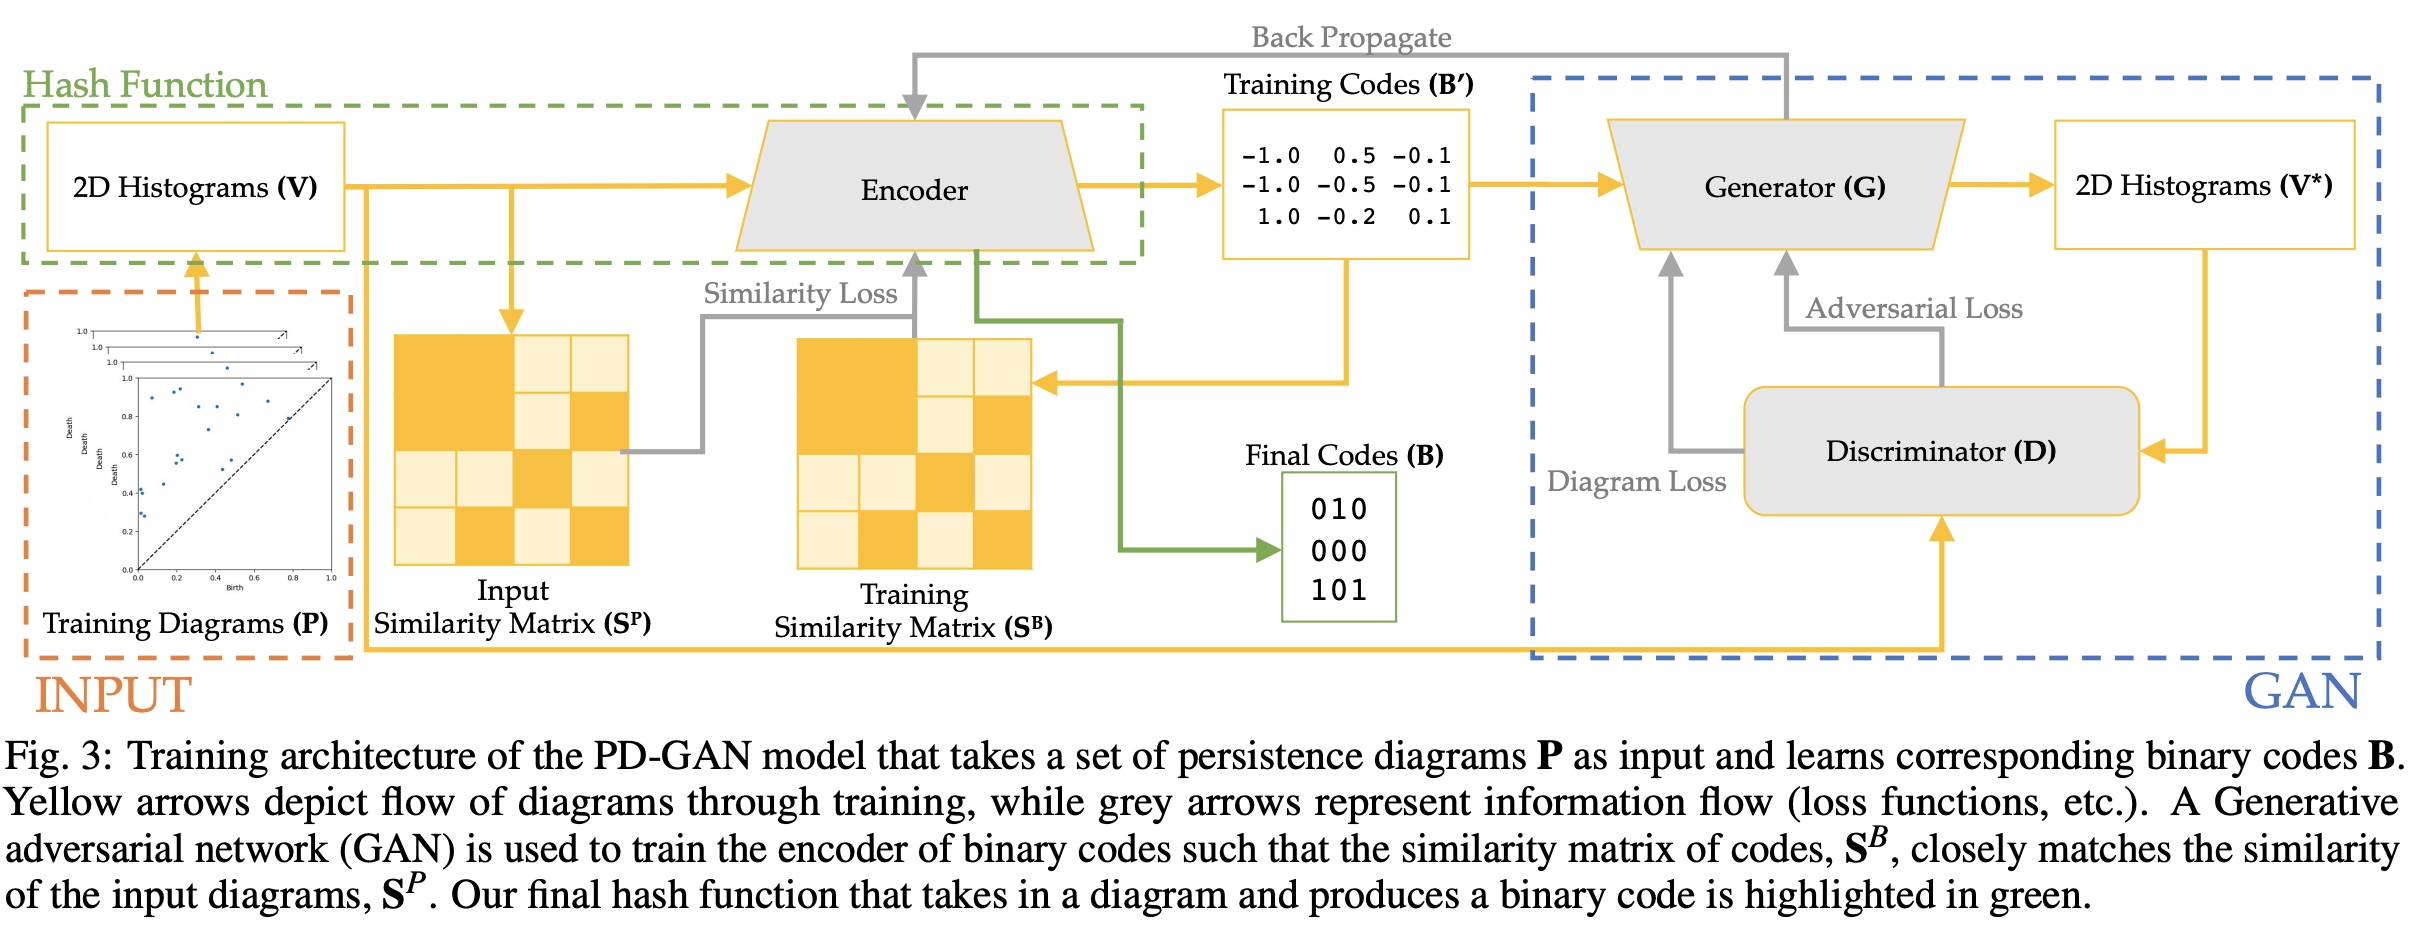 Back Propagate
Hash Function
Training Codes (B′)
2D Histograms (V)
Encoder
-1.0 0.5 -0.1
-1.0 -0.5 -0.1
1.0 -0.2 0.1
Generator (G)
2D Histograms (V*)
Similarity Loss
Adversarial Loss
1.0
1.0
1.0
1.0
0.8
0.6
0.4
0.2
0.0
Death
Death
Death
Death
0.0 0.2 0.4 0.6 0.8 1.0
Birth
Training Diagrams (P)
Input
Similarity Matrix (Sᴾ)
Training
Similarity Matrix (Sᴮ)
Final Codes (B)
010
000
101
Diagram Loss
Discriminator (D)
INPUT
GAN
Fig. 3: Training architecture of the PD-GAN model that takes a set of persistence diagrams P as input and learns corresponding binary codes B.
Yellow arrows depict flow of diagrams through training, while grey arrows represent information flow (loss functions, etc.). A Generative
adversarial network (GAN) is used to train the encoder of binary codes such that the similarity matrix of codes, Sᴮ, closely matches the similarity
of the input diagrams, Sᴾ. Our final hash function that takes in a diagram and produces a binary code is highlighted in green.